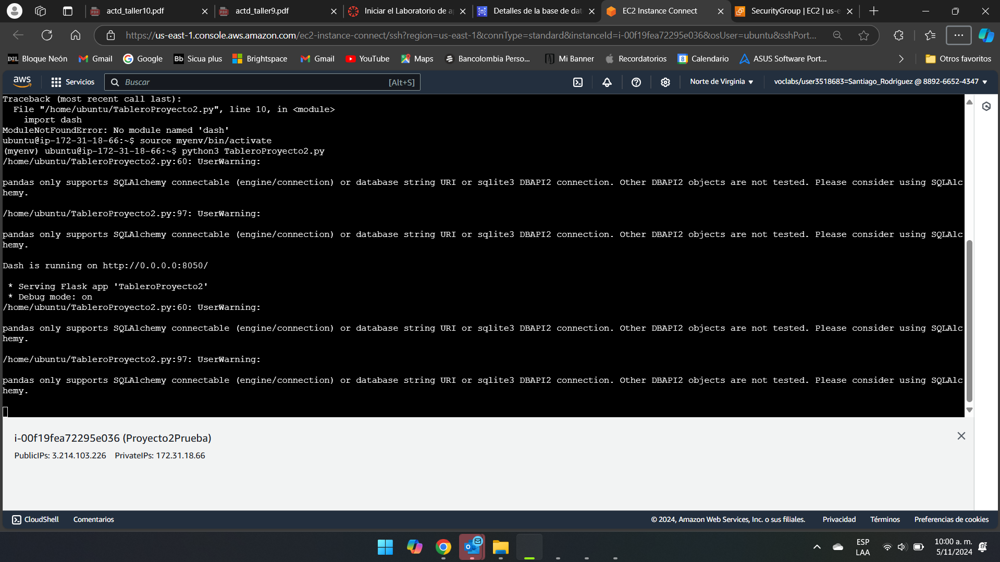 actd_taller10.pdf
actd_taller9.pdf
Iniciar el Laboratorio de a
Detalles de la base de dat
EC2 Instance Connect
SecurityGroup | EC2 | us-e
https://us-east-1.console.aws.amazon.com/ec2-instance-connect/ssh?region=us-east-1&connType=standard&instanceId=i-00f19fea72295e036&osUser=ubuntu&sshPort...
D2L Bloque Neón
Gmail
Google
Bb Sicua plus
Brightspace
Gmail
YouTube
Maps
Bancolombia Perso...
Mi Banner
Recordatorios
8 Calendario
ASUS Software Port...
Otros favoritos
aws
Servicios
Buscar
[Alt+S]
Norte de Virginia
voclabs/user3518683=Santiago_Rodriguez @ 8892-6652-4347
Traceback (most recent call last):
File "/home/ubuntu/TableroProyecto2.py", line 10, in <module>
import dash
ModuleNotFoundError: No module named 'dash'
ubuntu@ip-172-31-18-66:~$ source myenv/bin/activate
(myenv) ubuntu@ip-172-31-18-66:~$ python3 TableroProyecto2.py
/home/ubuntu/TableroProyecto2.py:60: UserWarning:
pandas only supports SQLAlchemy connectable (engine/connection) or database string URI or sqlite3 DBAPI2 connection. Other DBAPI2 objects are not tested. Please consider using SQLAlc
hemy.
/home/ubuntu/TableroProyecto2.py:97: UserWarning:
pandas only supports SQLAlchemy connectable (engine/connection) or database string URI or sqlite3 DBAPI2 connection. Other DBAPI2 objects are not tested. Please consider using SQLAlc
hemy.
Dash is running on http://0.0.0.0:8050/
* Serving Flask app 'TableroProyecto2'
* Debug mode: on
/home/ubuntu/TableroProyecto2.py:60: UserWarning:
pandas only supports SQLAlchemy connectable (engine/connection) or database string URI or sqlite3 DBAPI2 connection. Other DBAPI2 objects are not tested. Please consider using SQLAlc
hemy.
/home/ubuntu/TableroProyecto2.py:97: UserWarning:
pandas only supports SQLAlchemy connectable (engine/connection) or database string URI or sqlite3 DBAPI2 connection. Other DBAPI2 objects are not tested. Please consider using SQLAlc
hemy.
i-00f19fea72295e036 (Proyecto2Prueba)
PublicIPs: 3.214.103.226 PrivateIPs: 172.31.18.66
CloudShell
Comentarios
© 2024, Amazon Web Services, Inc. o sus filiales.
Privacidad
Términos
Preferencias de cookies
ESP
LAA
10:00 a. m.
5/11/2024